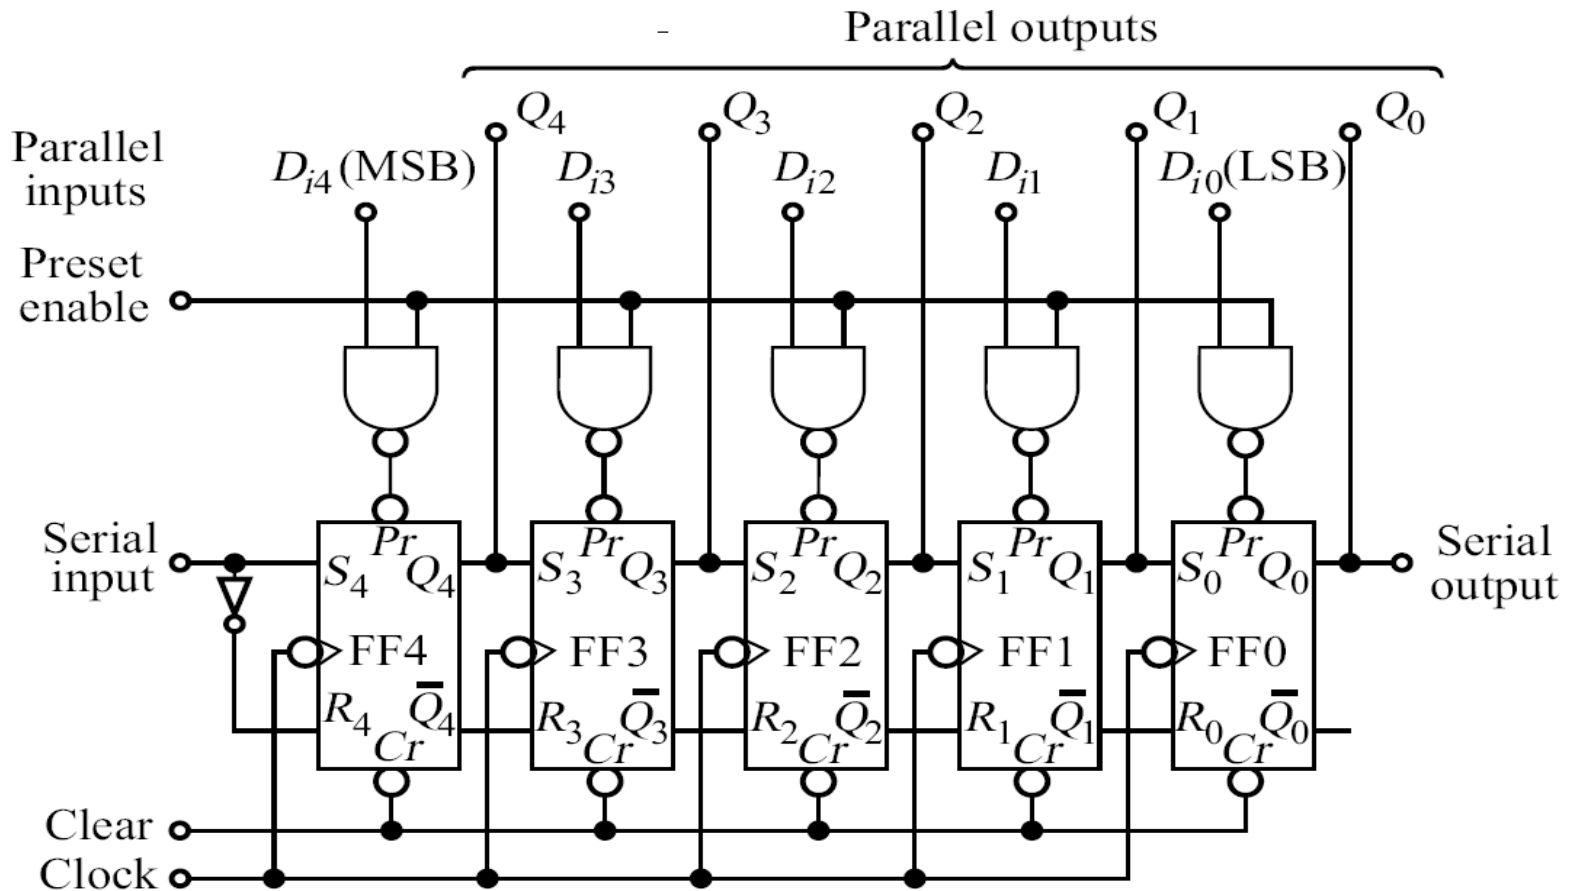 Parallel outputs
Q4 Q3 Q2 Q1 Q0
Parallel inputs
Di4 (MSB) Di3 Di2 Di1 Di0(LSB)
Preset enable
Pr Pr Pr Pr Pr
Serial input
S4 Q4 S3 Q3 S2 Q2 S1 Q1 S0 Q0
Serial output
FF4 FF3 FF2 FF1 FF0
R4 Q̅4 R3 Q̅3 R2 Q̅2 R1 Q̅1 R0 Q̅0
Cr Cr Cr Cr Cr
Clear
Clock